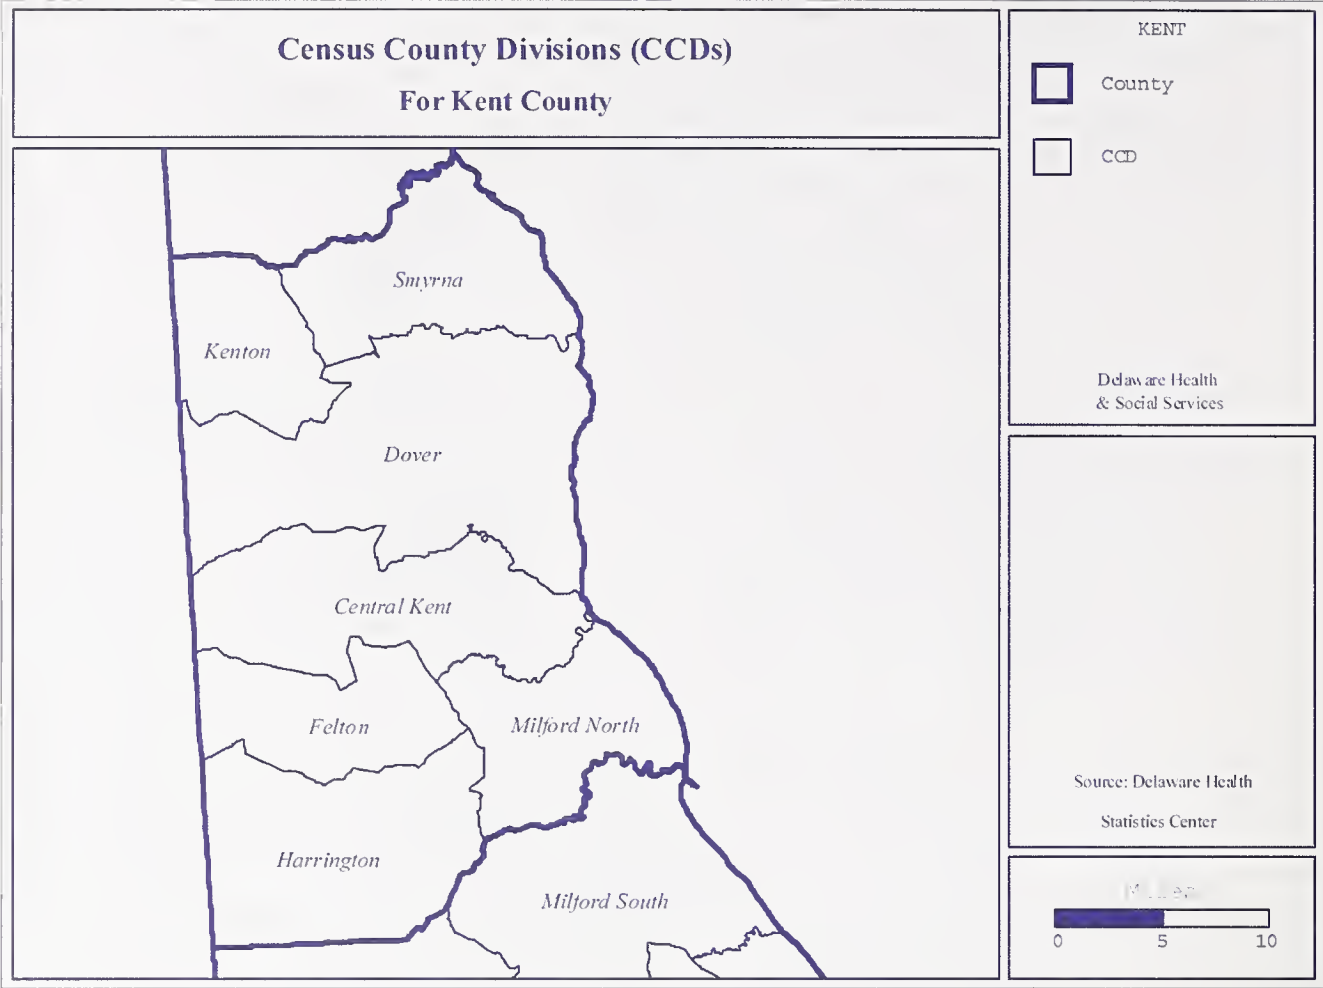 Census County Divisions (CCDs)
For Kent County
KENT
County
CCD
Smyrna
Kenton
Dover
Central Kent
Felton
Milford North
Harrington
Milford South
Delaware Health
& Social Services
Source: Delaware Health
Statistics Center
Miles
0 5 10